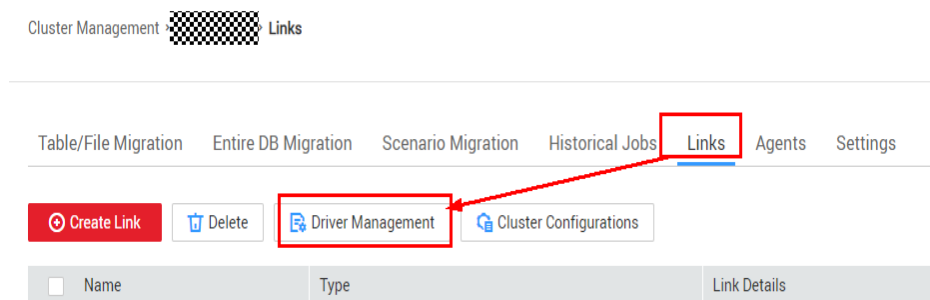 Cluster Management › › Links
Table/File Migration Entire DB Migration Scenario Migration Historical Jobs Links Agents Settings
Create Link Delete Driver Management Cluster Configurations
Name Type Link Details